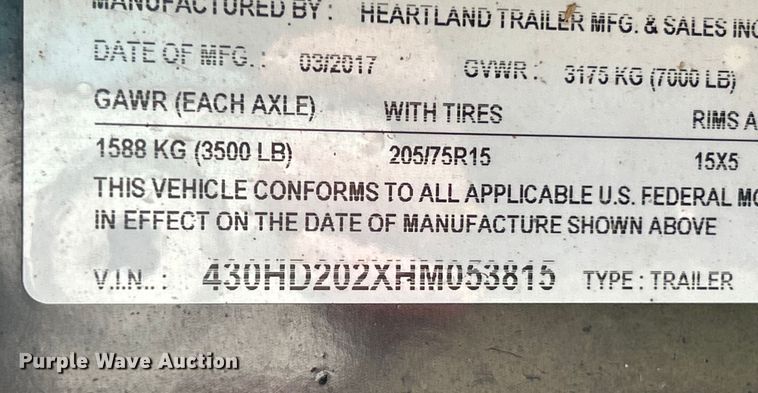 MANUFACTURED BY : HEARTLAND TRAILER MFG. & SALES INC
DATE OF MFG. : 03/2017 GVWR : 3175 KG (7000 LB)
GAWR (EACH AXLE) WITH TIRES RIMS A
1588 KG (3500 LB) 205/75R15 15X5
THIS VEHICLE CONFORMS TO ALL APPLICABLE U.S. FEDERAL MO
IN EFFECT ON THE DATE OF MANUFACTURE SHOWN ABOVE
V.I.N.. : 430HD202XHM053815 TYPE : TRAILER
Purple Wave Auction